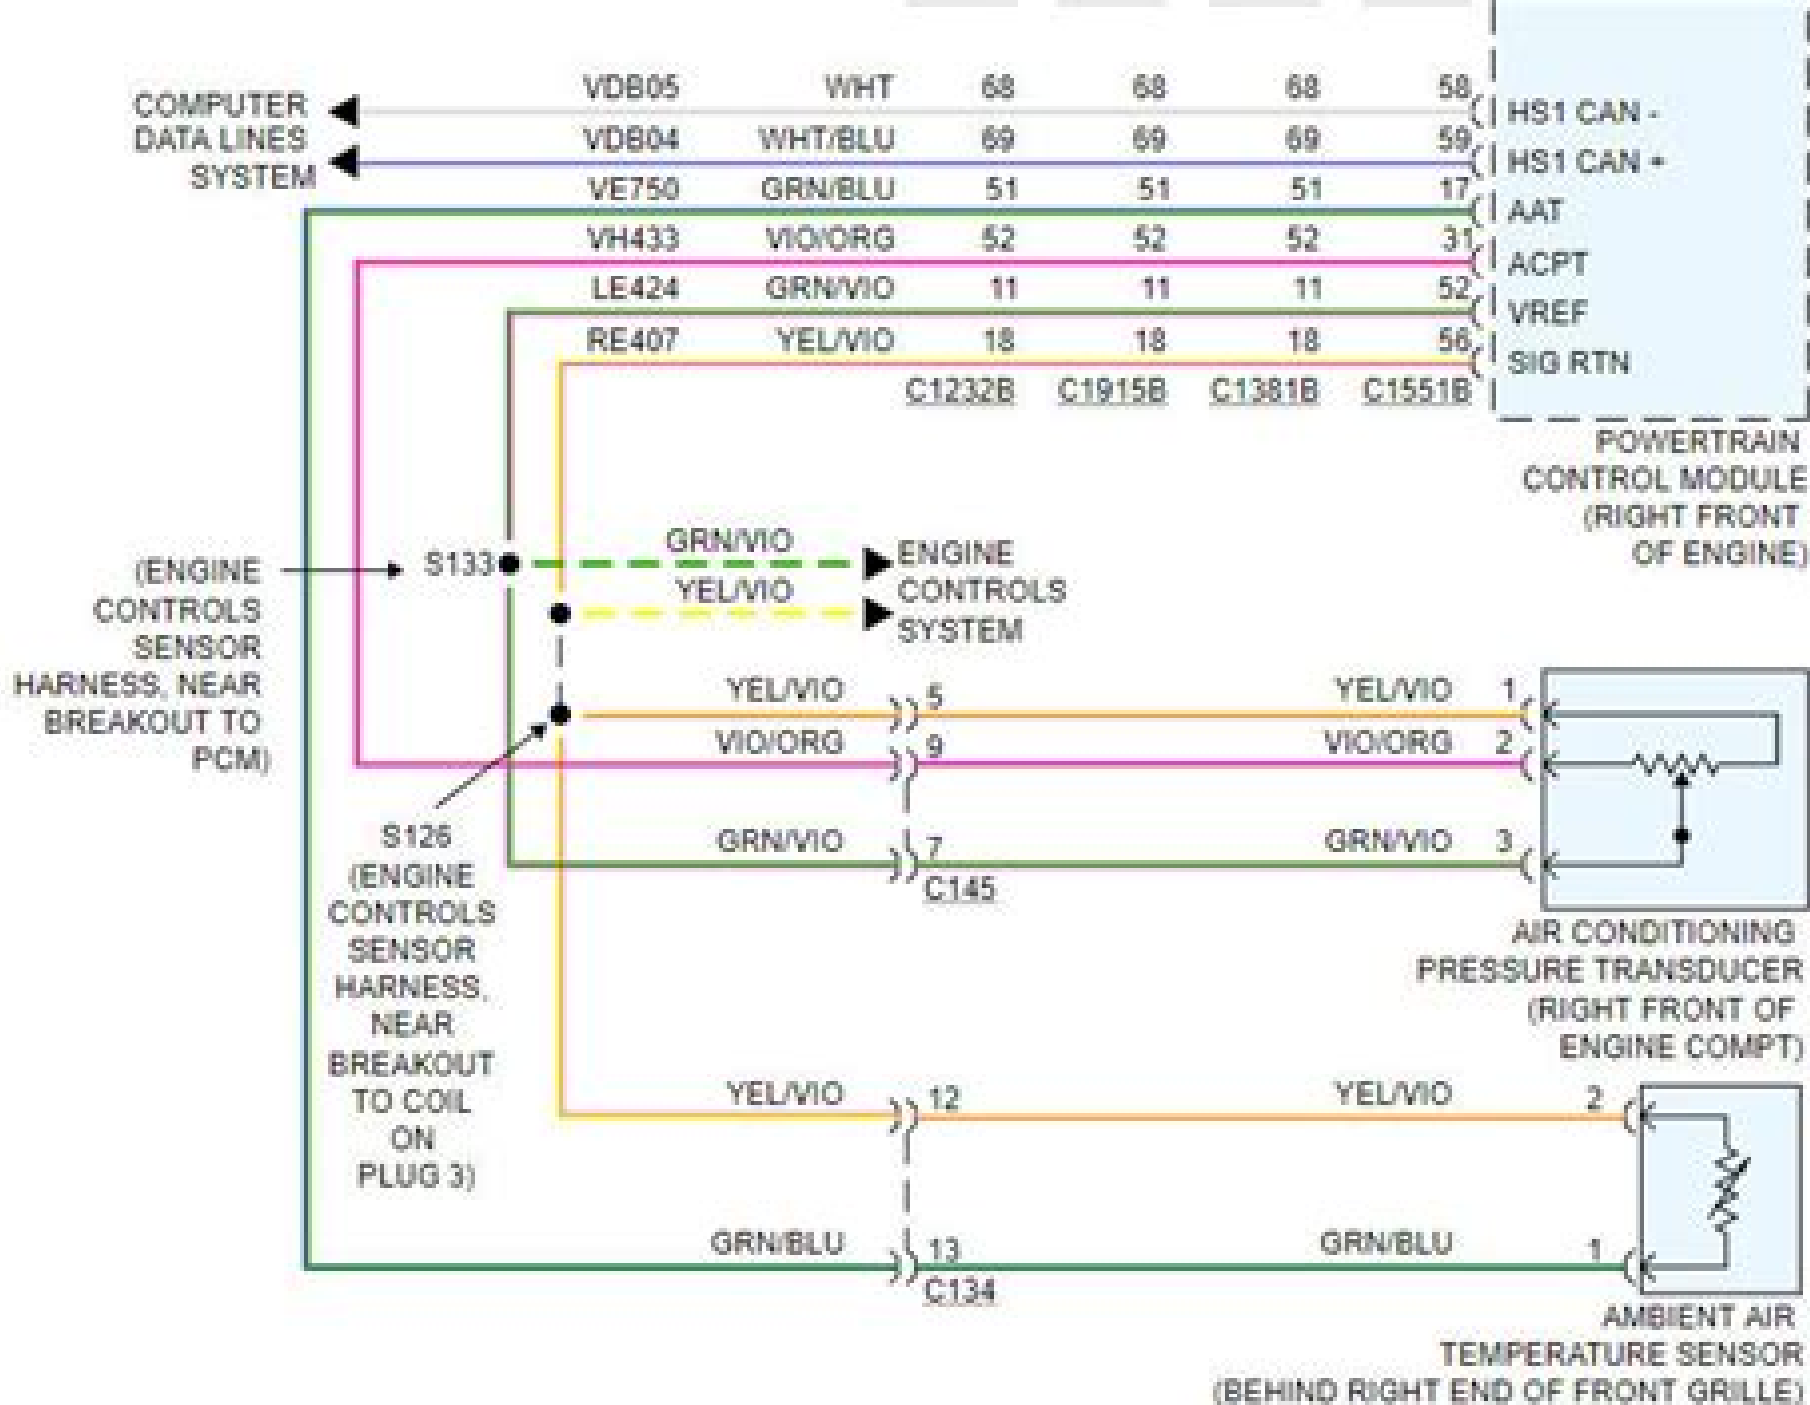 COMPUTER
DATA LINES
SYSTEM
VDB05 WHT 68 68 68 58 HS1 CAN -
VDB04 WHT/BLU 69 69 69 59 HS1 CAN +
VE750 GRN/BLU 51 51 51 17 AAT
VH433 VIO/ORG 52 52 52 31 ACPT
LE424 GRN/VIO 11 11 11 52 VREF
RE407 YEL/VIO 18 18 18 56 SIG RTN
C1232B C1915B C1381B C1551B
POWERTRAIN
CONTROL MODULE
(RIGHT FRONT
OF ENGINE)
(ENGINE
CONTROLS
SENSOR
HARNESS, NEAR
BREAKOUT TO
PCM)
S133
GRN/VIO
YEL/VIO
ENGINE
CONTROLS
SYSTEM
YEL/VIO 5 YEL/VIO 1
VIO/ORG 9 VIO/ORG 2
GRN/VIO 7 GRN/VIO 3
C145
S126
(ENGINE
CONTROLS
SENSOR
HARNESS,
NEAR
BREAKOUT
TO COIL
ON
PLUG 3)
AIR CONDITIONING
PRESSURE TRANSDUCER
(RIGHT FRONT OF
ENGINE COMPT)
YEL/VIO 12 YEL/VIO 2
GRN/BLU 13 GRN/BLU 1
C134
AMBIENT AIR
TEMPERATURE SENSOR
(BEHIND RIGHT END OF FRONT GRILLE)